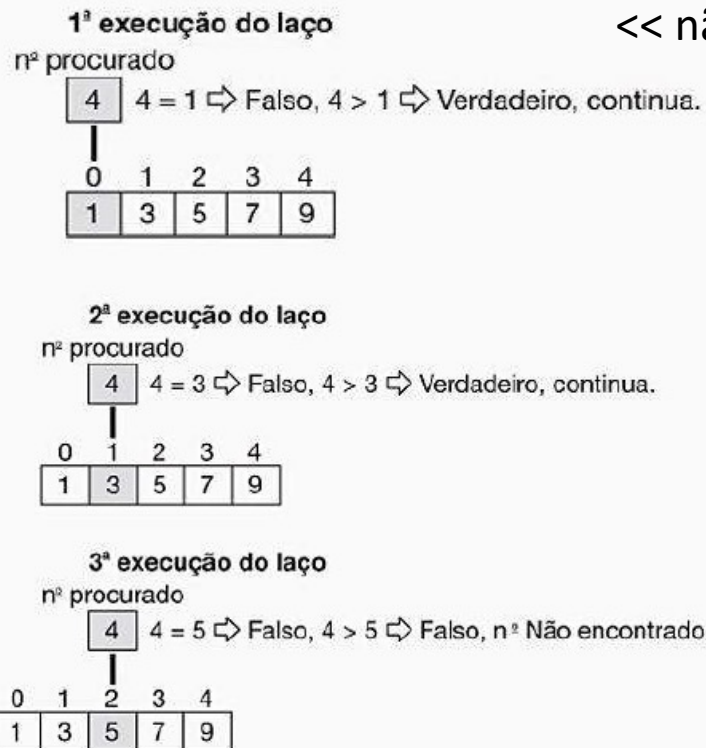 1ª execução do laço
<<
nº procurado
4 4 = 1 ⇨ Falso, 4 > 1 ⇨ Verdadeiro, continua.
0 1 2 3 4
1 3 5 7 9
2ª execução do laço
nº procurado
4 4 = 3 ⇨ Falso, 4 > 3 ⇨ Verdadeiro, continua.
0 1 2 3 4
1 3 5 7 9
3ª execução do laço
nº procurado
4 4 = 5 ⇨ Falso, 4 > 5 ⇨ Falso, nº Não encontrado
0 1 2 3 4
1 3 5 7 9